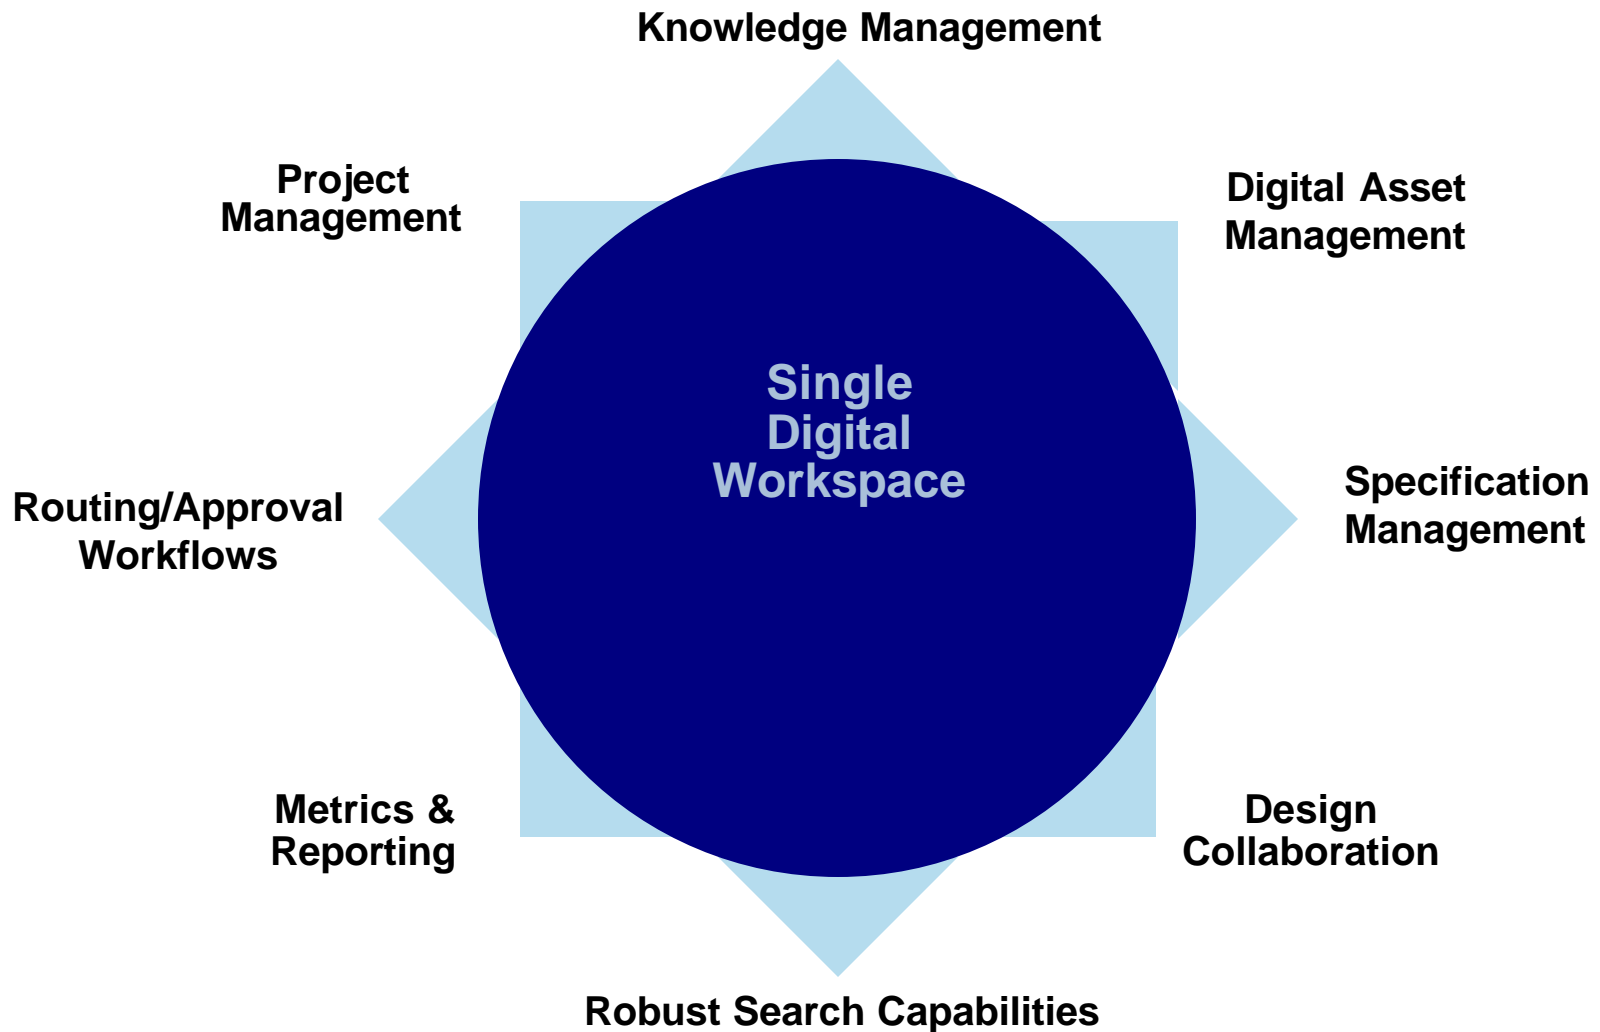 Knowledge Management
Project
Management
Digital Asset
Management
Single
Digital
Workspace
Routing/Approval
Workflows
Specification
Management
Metrics &
Reporting
Design
Collaboration
Robust Search Capabilities